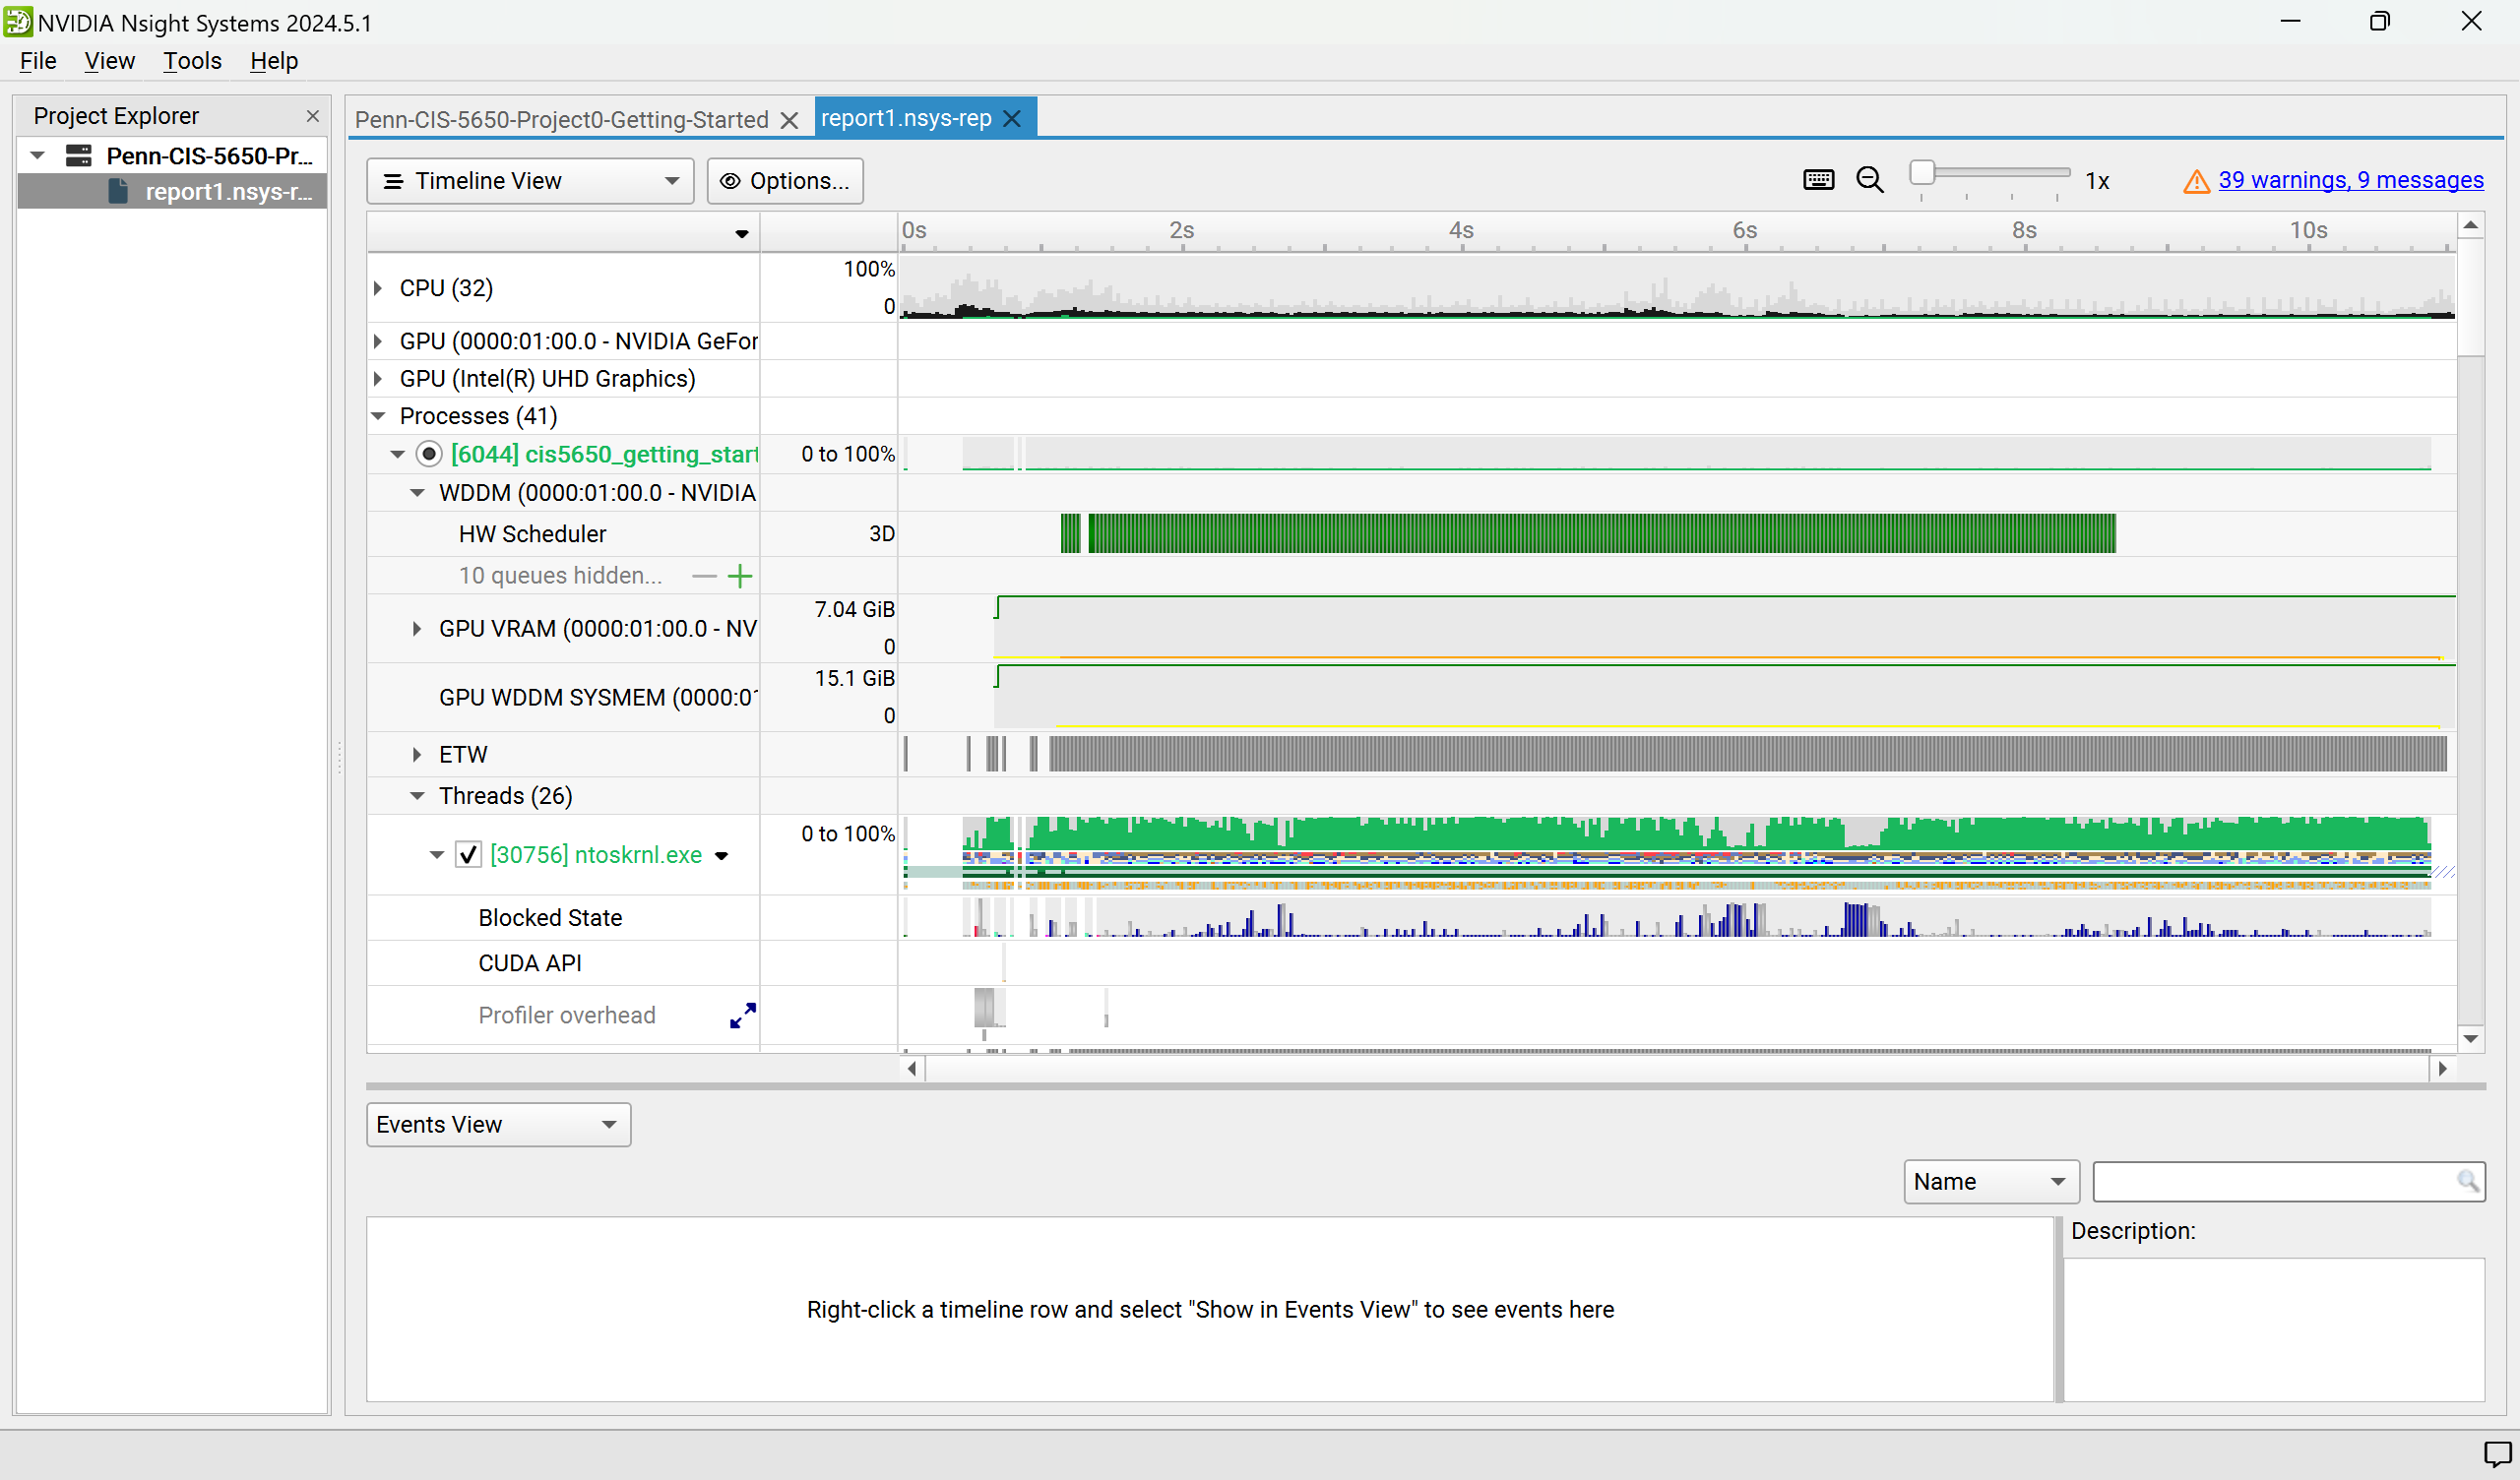 NVIDIA Nsight Systems 2024.5.1
File View Tools Help
Project Explorer
Penn-CIS-5650-Pr...
report1.nsys-r...
Penn-CIS-5650-Project0-Getting-Started
report1.nsys-rep
Timeline View
Options...
1x
39 warnings, 9 messages
0s 2s 4s 6s 8s 10s
CPU (32)
100%
0
GPU (0000:01:00.0 - NVIDIA GeFor
GPU (Intel(R) UHD Graphics)
Processes (41)
[6044] cis5650_getting_start
0 to 100%
WDDM (0000:01:00.0 - NVIDIA
HW Scheduler
3D
10 queues hidden...
GPU VRAM (0000:01:00.0 - NV
7.04 GiB
0
GPU WDDM SYSMEM (0000:01
15.1 GiB
0
ETW
Threads (26)
[30756] ntoskrnl.exe
0 to 100%
Blocked State
CUDA API
Profiler overhead
Events View
Name
Description:
Right-click a timeline row and select "Show in Events View" to see events here